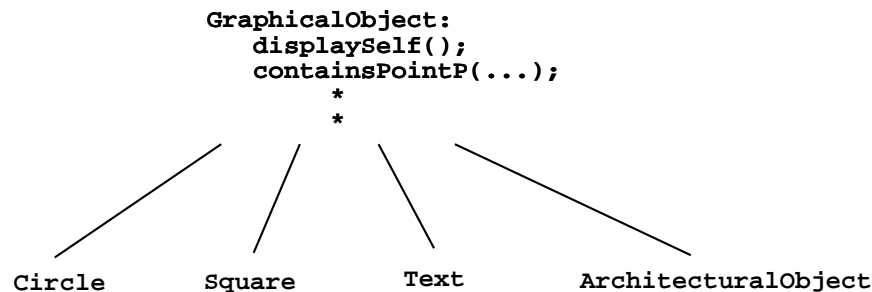 GraphicalObject:
displaySelf();
containsPointP(...);
*
*
Circle Square Text ArchitecturalObject